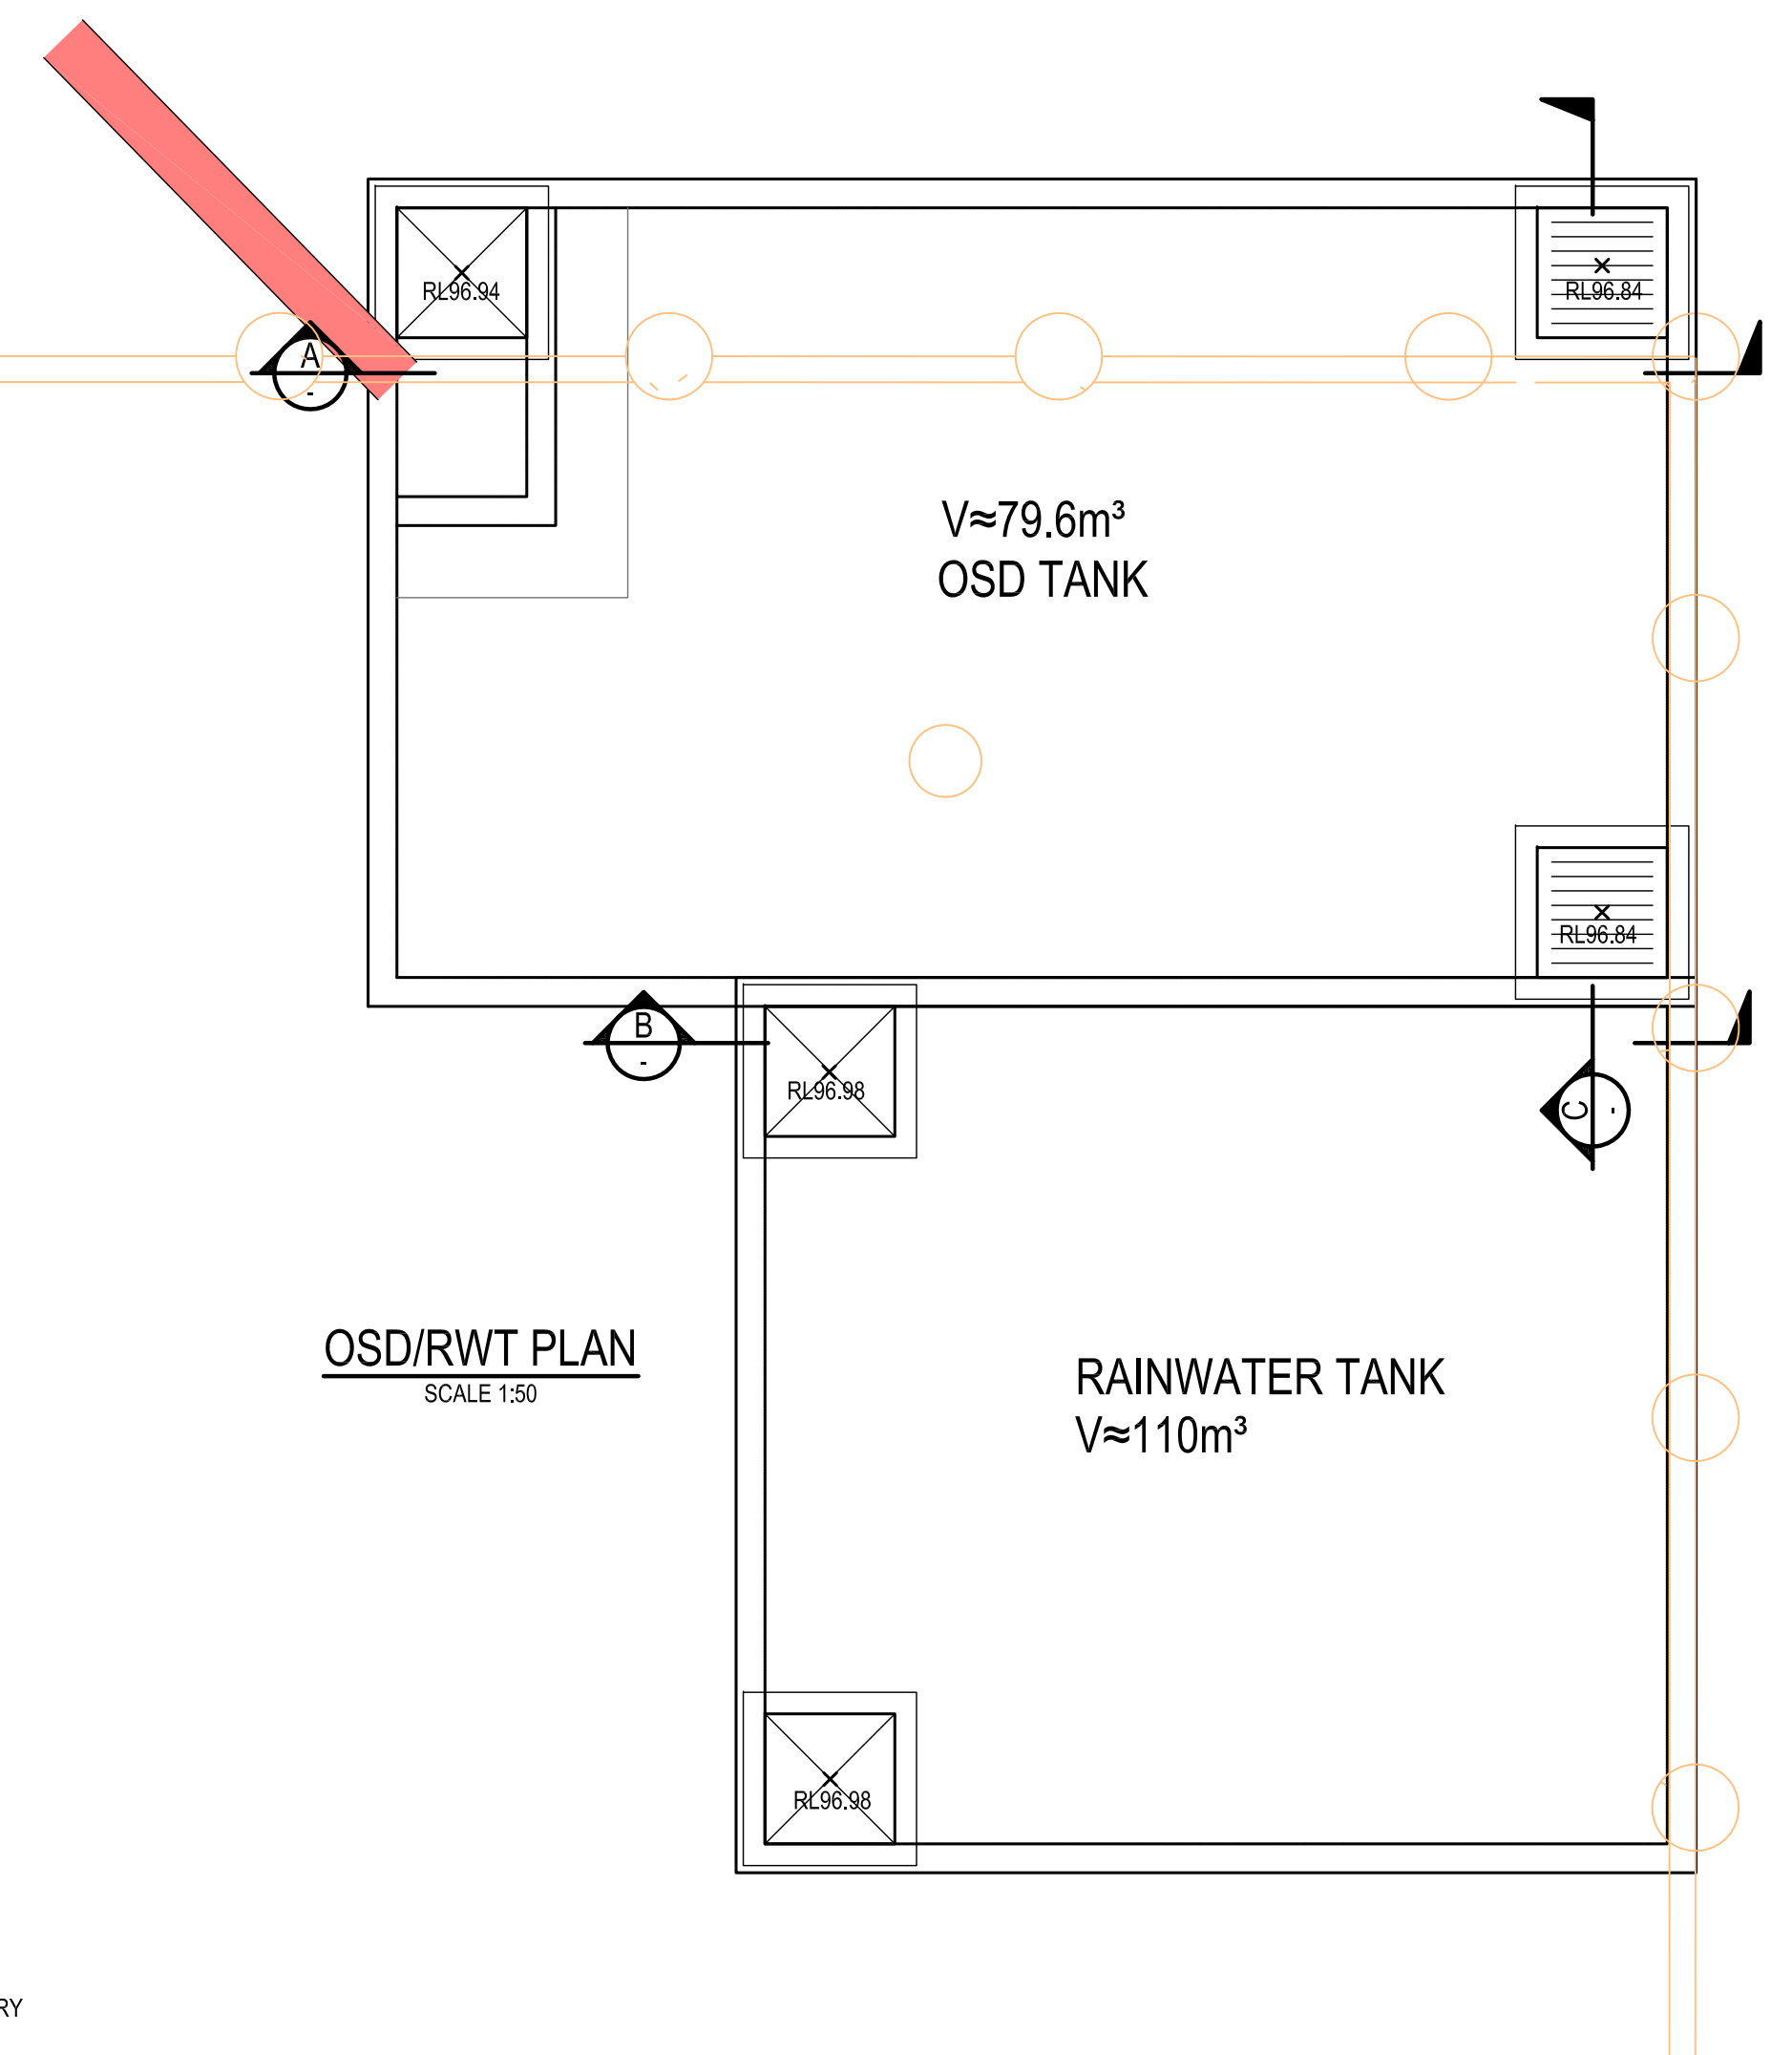 RL96.94
RL96.84
A
-
V≈79.6m³
OSD TANK
RL96.84
B
-
RL96.98
C
-
OSD/RWT PLAN
SCALE 1:50
RAINWATER TANK
V≈110m³
RL96.98
RY